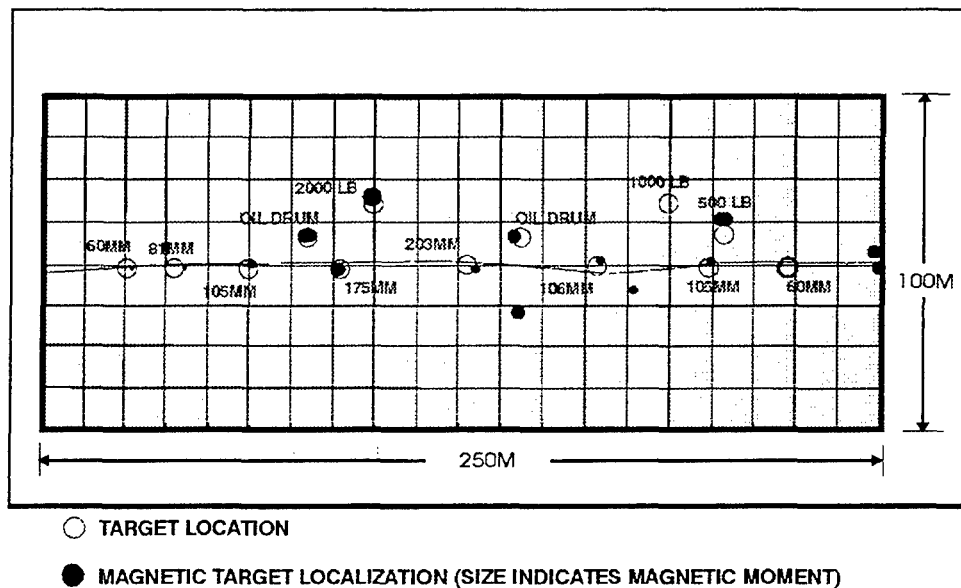 2000 LB
1000 LB
500 LB
OIL DRUM
OIL DRUM
60MM
81MM
203MM
105MM
175MM
106MM
105MM
60MM
100M
250M
TARGET LOCATION
MAGNETIC TARGET LOCALIZATION (SIZE INDICATES MAGNETIC MOMENT)